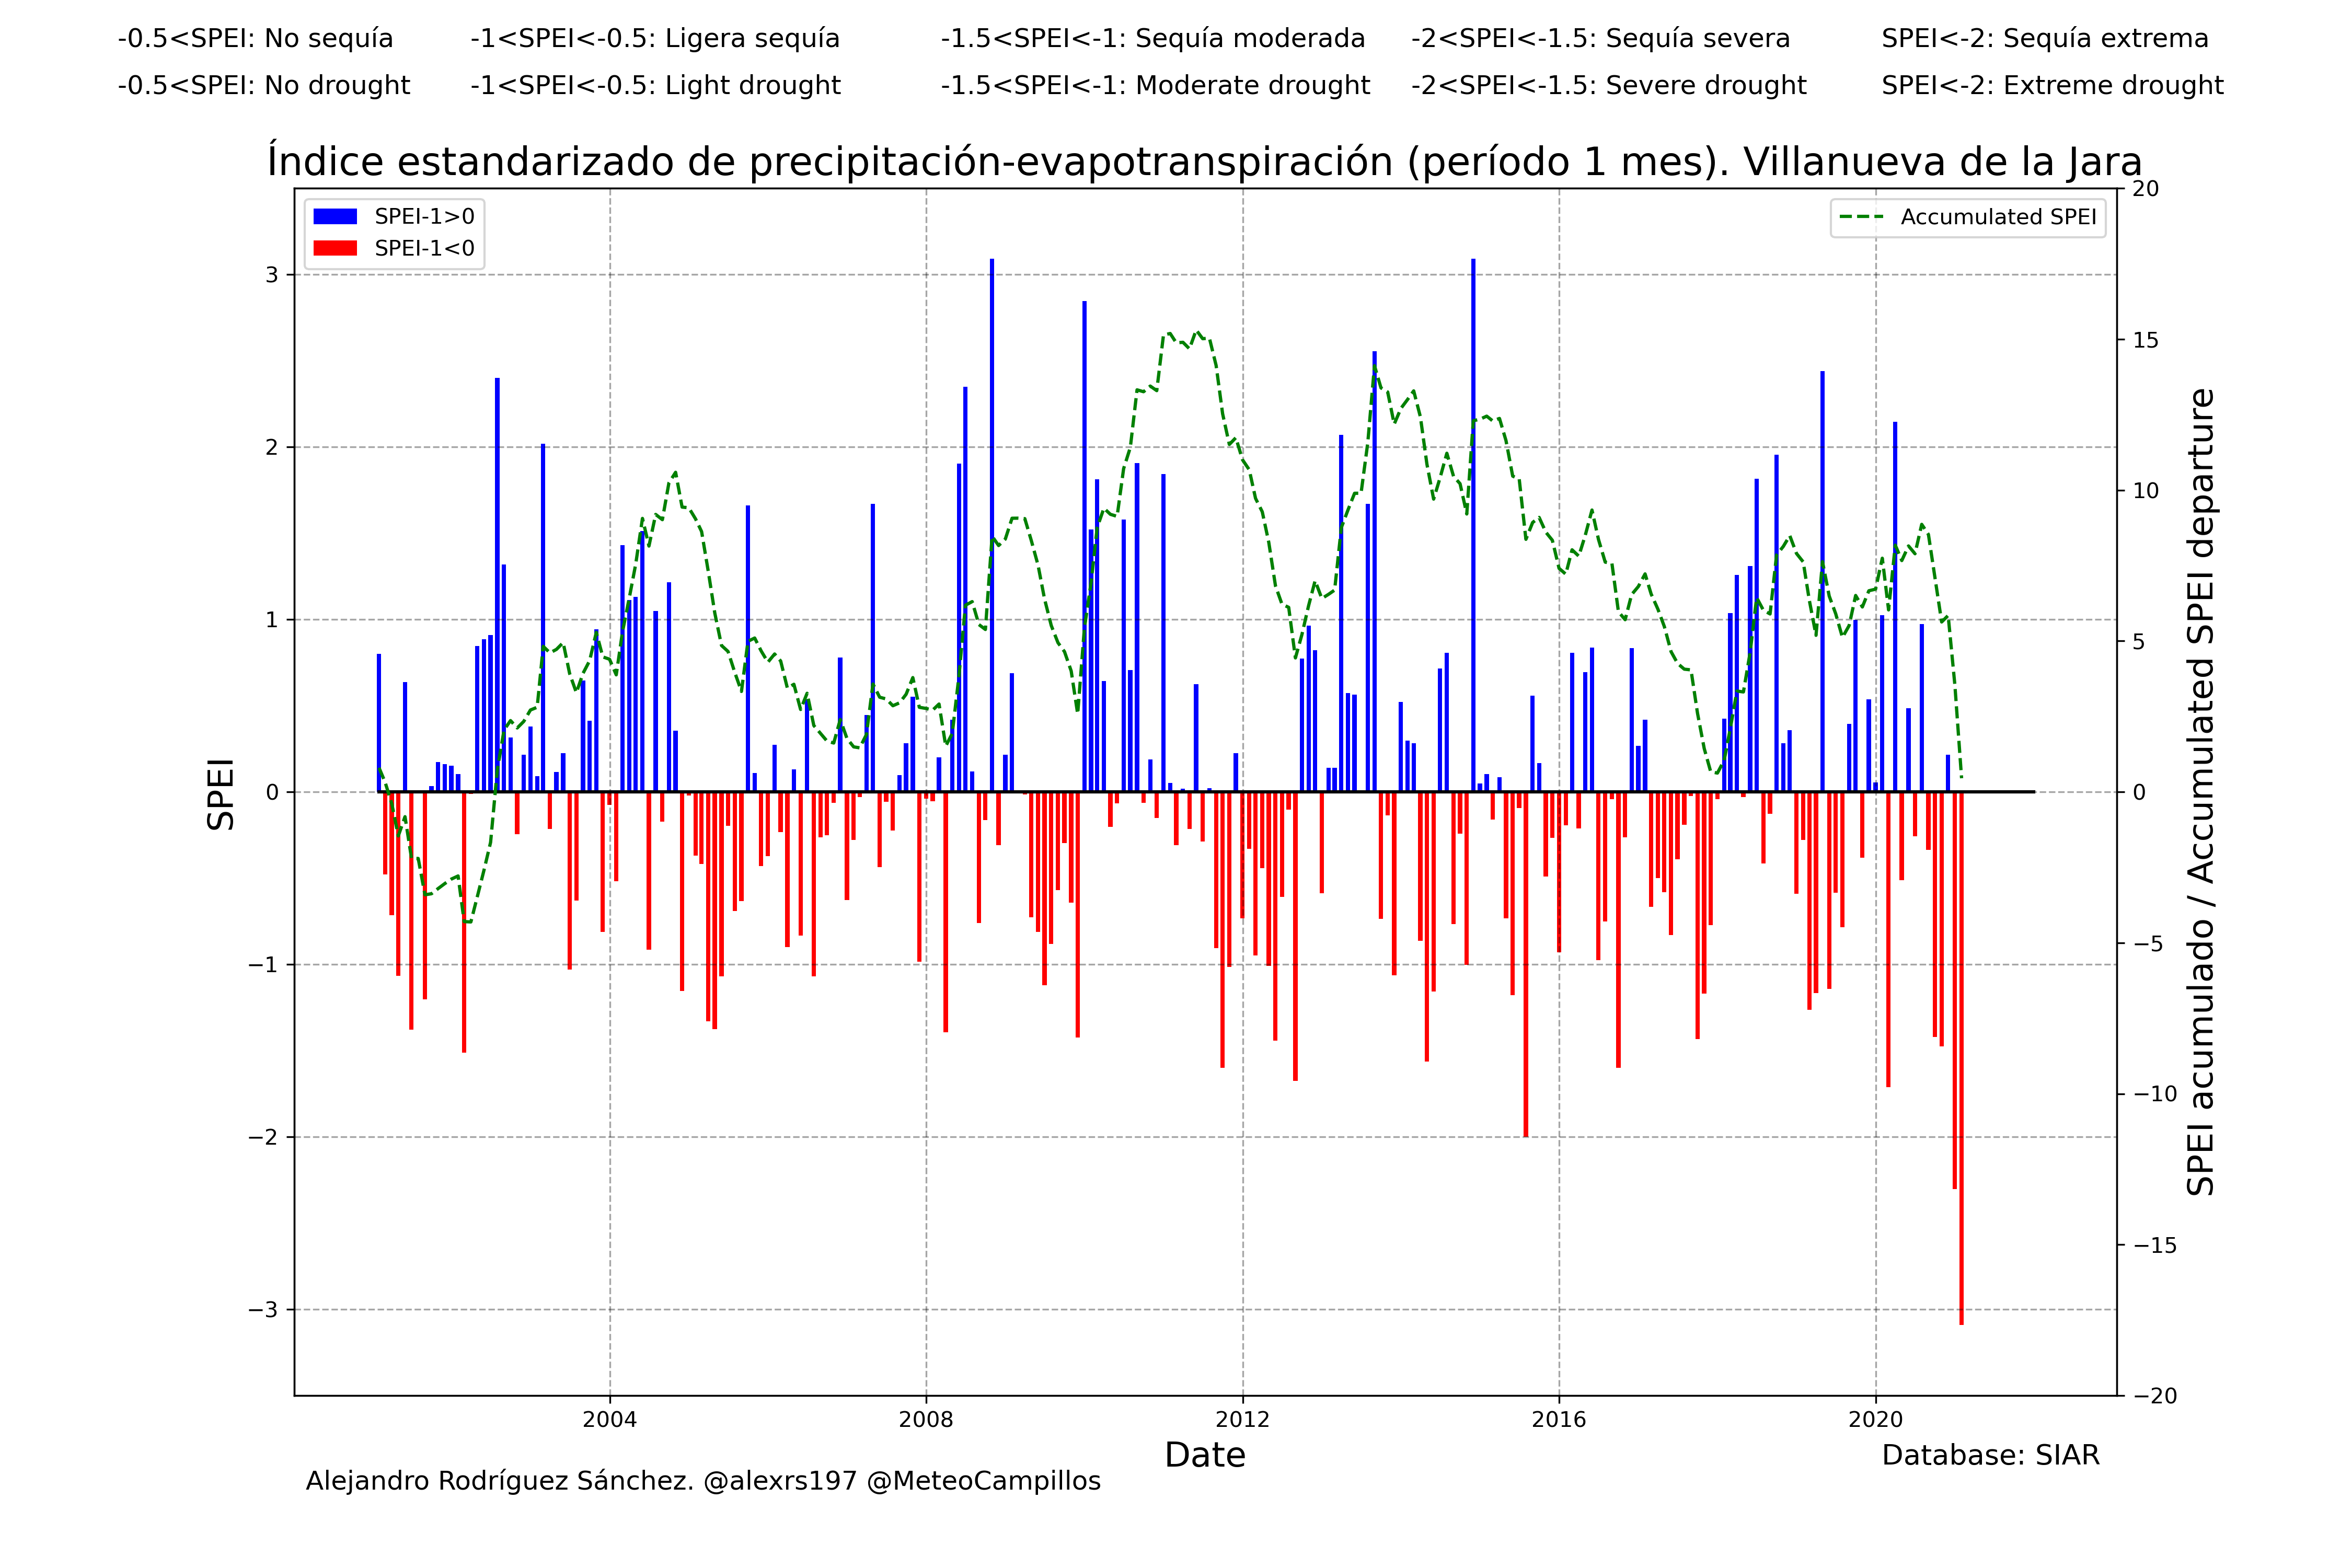 -0.5<SPEI: No sequía -1<SPEI<-0.5: Ligera sequía -1.5<SPEI<-1: Sequía moderada -2<SPEI<-1.5: Sequía severa SPEI<-2: Sequía extrema
-0.5<SPEI: No drought -1<SPEI<-0.5: Light drought -1.5<SPEI<-1: Moderate drought -2<SPEI<-1.5: Severe drought SPEI<-2: Extreme drought
Índice estandarizado de precipitación-evapotranspiración (período 1 mes). Villanueva de la Jara
SPEI-1>0
SPEI-1<0
Accumulated SPEI
SPEI
3
2
1
0
−1
−2
−3
20
15
10
5
0
−5
−10
−15
−20
SPEI acumulado / Accumulated SPEI departure
2004 2008 2012 2016 2020
Date
Database: SIAR
Alejandro Rodríguez Sánchez. @alexrs197 @MeteoCampillos